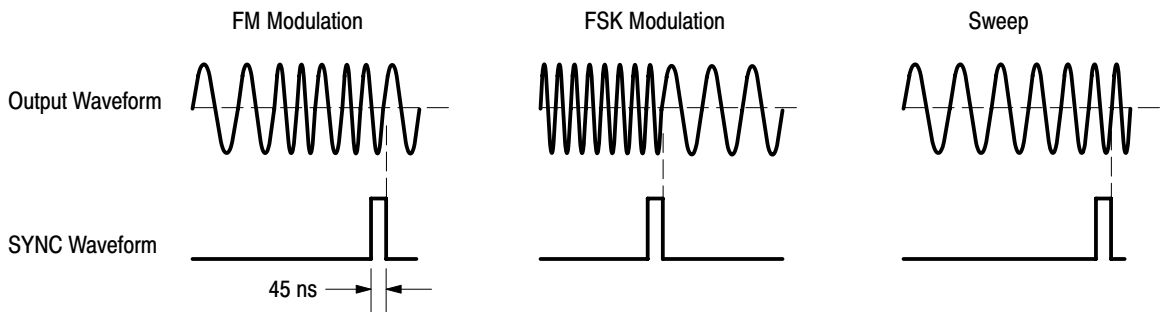 FM Modulation
FSK Modulation
Sweep
Output Waveform
SYNC Waveform
45 ns